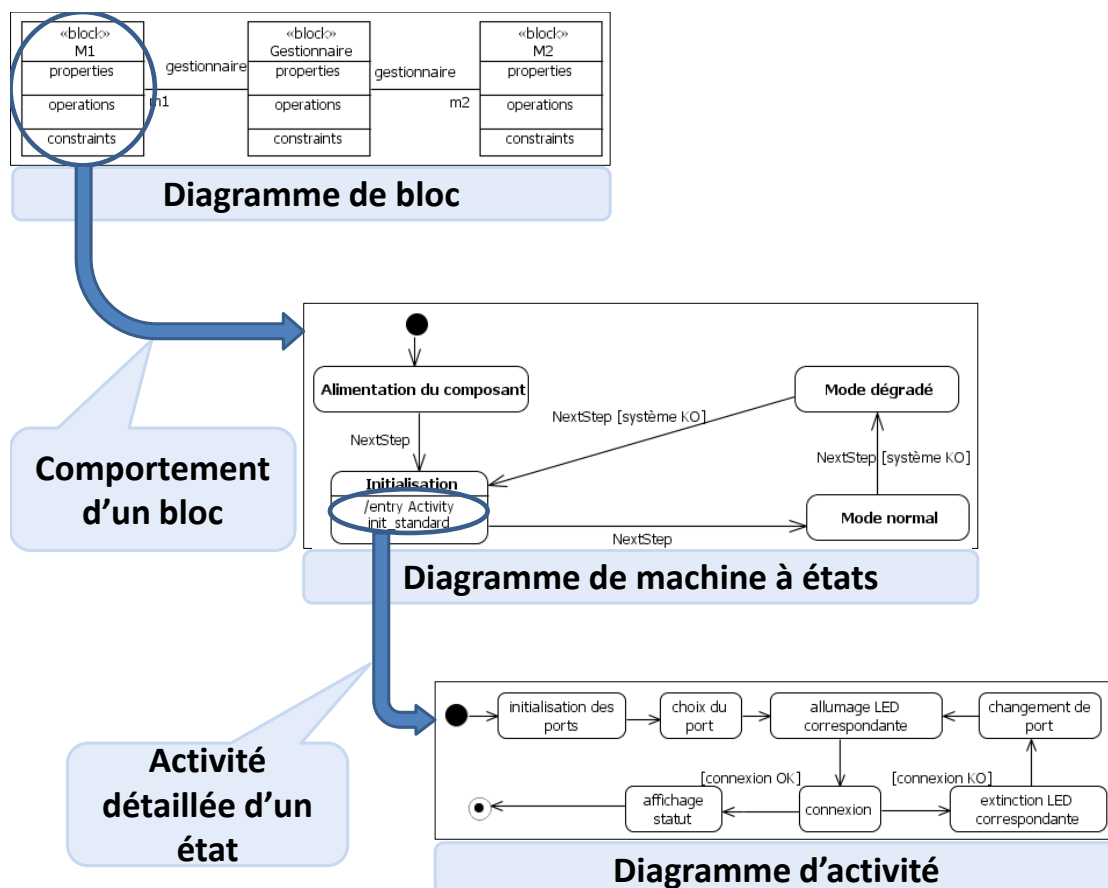 «block»
M1
properties
operations
constraints
gestionnaire
m1
«block»
Gestionnaire
properties
operations
constraints
gestionnaire
m2
«block»
M2
properties
operations
constraints
Diagramme de bloc
Comportement
d’un bloc
Alimentation du composant
NextStep
Initialisation
/entry Activity
init_standard
NextStep [système KO]
NextStep
Mode dégradé
NextStep [système KO]
Mode normal
Diagramme de machine à états
Activité
détaillée d’un
état
initialisation des
ports
choix du
port
allumage LED
correspondante
changement de
port
[connexion OK]
[connexion KO]
affichage
statut
connexion
extinction LED
correspondante
Diagramme d’activité